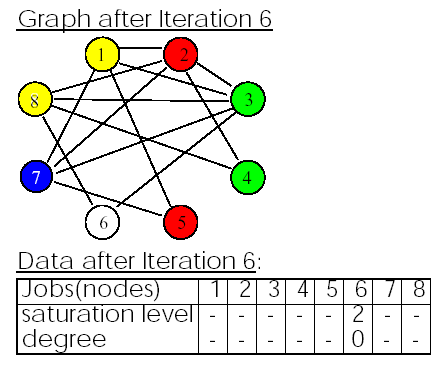 Graph after Iteration 6
1 2
8 3
7 4
6 5
Data after Iteration 6:
Jobs(nodes) 1 2 3 4 5 6 7 8
saturation level - - - - - 2 - -
degree - - - - - 0 - -